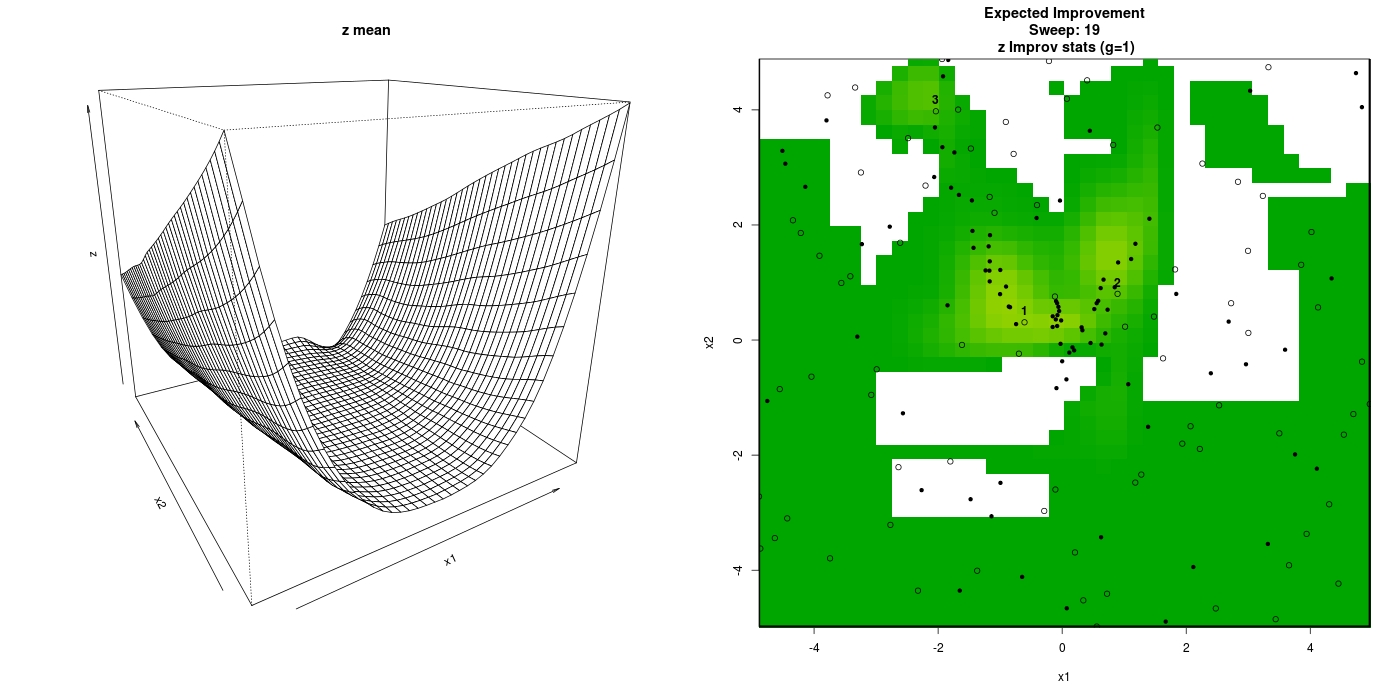 z mean
z
x2
x1
Expected Improvement
Sweep: 19
z Improv stats (g=1)
x2
4
2
0
-2
-4
3
2
1
-4
-2
0
2
4
x1